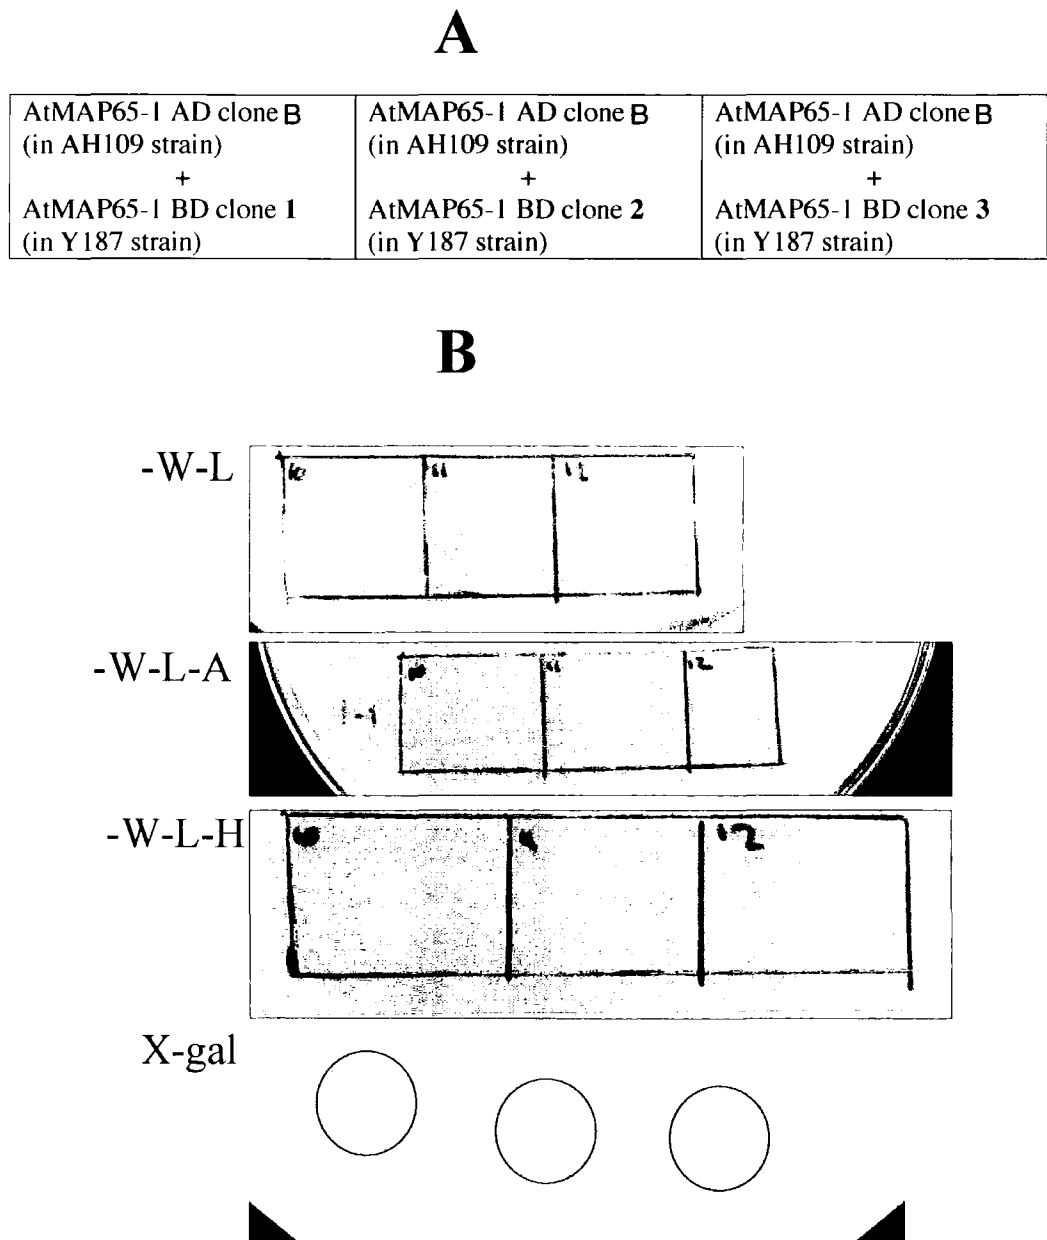 A
AtMAP65-1 AD clone B
(in AH109 strain)
+
AtMAP65-1 BD clone 1
(in Y187 strain)
AtMAP65-1 AD clone B
(in AH109 strain)
+
AtMAP65-1 BD clone 2
(in Y187 strain)
AtMAP65-1 AD clone B
(in AH109 strain)
+
AtMAP65-1 BD clone 3
(in Y187 strain)
B
-W-L
10
11
12
-W-L-A
11
12
-W-L-H
12
X-gal